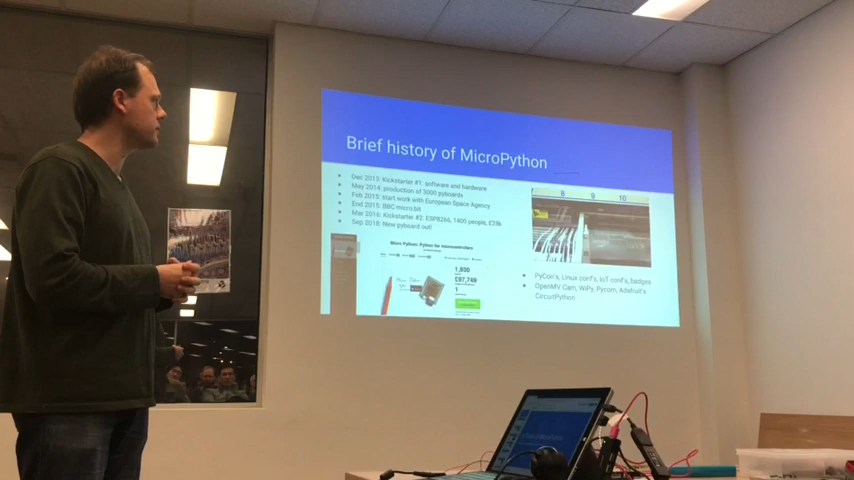 Brief history of MicroPython
Dec 2013: Kickstarter #1: software and hardware
May 2014: production of 5000 pyboards
Feb 2015: start work with European Space Agency
End 2015: BBC micro:bit
Mar 2016: Kickstarter #2: ESP8266, 1400 people, £28k
Sep 2018: New pyboard out!
8 9 10
Micro Python: Python for microcontrollers
1,930
£97,749
PyCon's, Linux conf's, IoT conf's, badges
OpenMV Cam, WiPy, Pycom, Adafruit's
CircuitPython